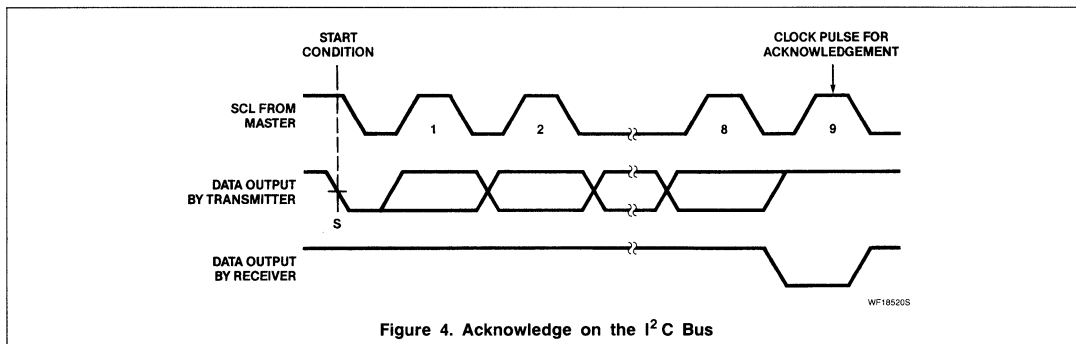 START
CONDITION
CLOCK PULSE FOR
ACKNOWLEDGEMENT
SCL FROM
MASTER
1
2
8
9
DATA OUTPUT
BY TRANSMITTER
S
DATA OUTPUT
BY RECEIVER
WF18520S
Figure 4. Acknowledge on the I² C Bus